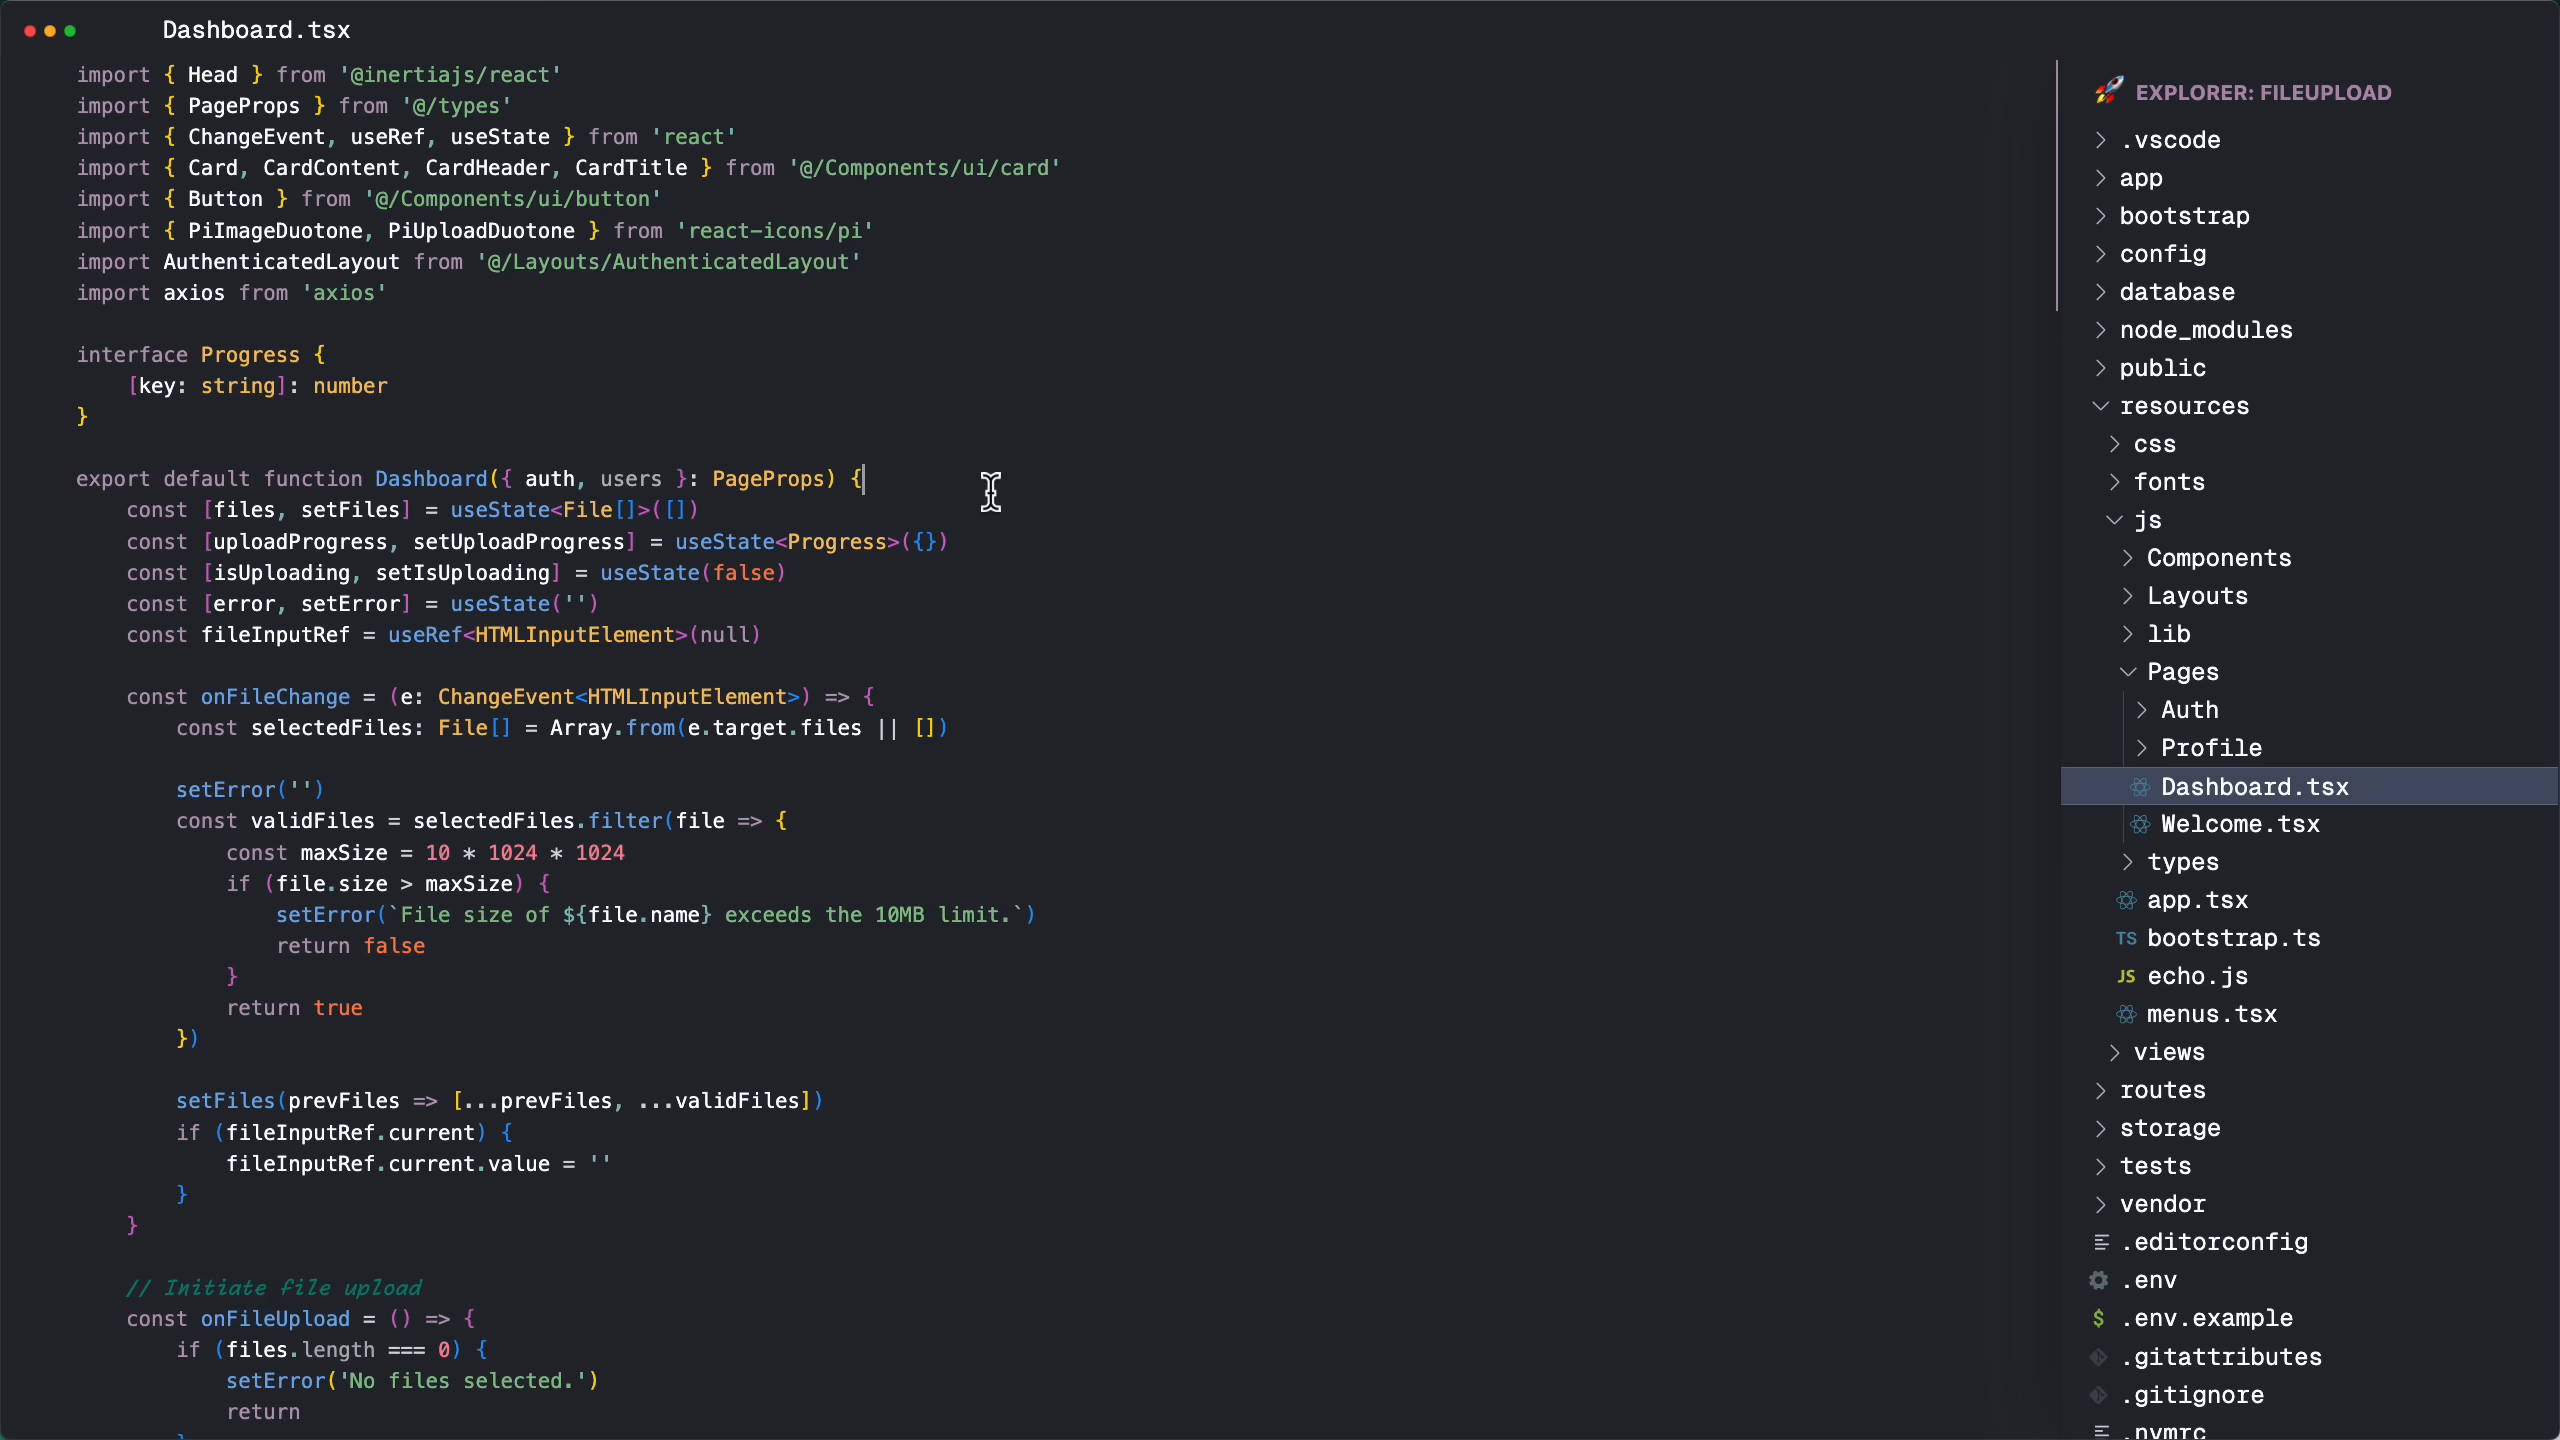 Dashboard.tsx
import { Head } from '@inertiajs/react'
import { PageProps } from '@/types'
import { ChangeEvent, useRef, useState } from 'react'
import { Card, CardContent, CardHeader, CardTitle } from '@/Components/ui/card'
import { Button } from '@/Components/ui/button'
import { PiImageDuotone, PiUploadDuotone } from 'react-icons/pi'
import AuthenticatedLayout from '@/Layouts/AuthenticatedLayout'
import axios from 'axios'
interface Progress {
[key: string]: number
}
export default function Dashboard({ auth, users }: PageProps) {
const [files, setFiles] = useState<File[]>([])
const [uploadProgress, setUploadProgress] = useState<Progress>({})
const [isUploading, setIsUploading] = useState(false)
const [error, setError] = useState('')
const fileInputRef = useRef<HTMLInputElement>(null)
const onFileChange = (e: ChangeEvent<HTMLInputElement>) => {
const selectedFiles: File[] = Array.from(e.target.files || [])
setError('')
const validFiles = selectedFiles.filter(file => {
const maxSize = 10 * 1024 * 1024
if (file.size > maxSize) {
setError(`File size of ${file.name} exceeds the 10MB limit.`)
return false
}
return true
})
setFiles(prevFiles => [...prevFiles, ...validFiles])
if (fileInputRef.current) {
fileInputRef.current.value = ''
}
}
// Initiate file upload
const onFileUpload = () => {
if (files.length === 0) {
setError('No files selected.')
return
}
EXPLORER: FILEUPLOAD
.vscode
app
bootstrap
config
database
node_modules
public
resources
css
fonts
js
Components
Layouts
lib
Pages
Auth
Profile
Dashboard.tsx
Welcome.tsx
types
app.tsx
TS bootstrap.ts
JS echo.js
menus.tsx
views
routes
storage
tests
vendor
.editorconfig
.env
$ .env.example
.gitattributes
.gitignore
.nvmrc